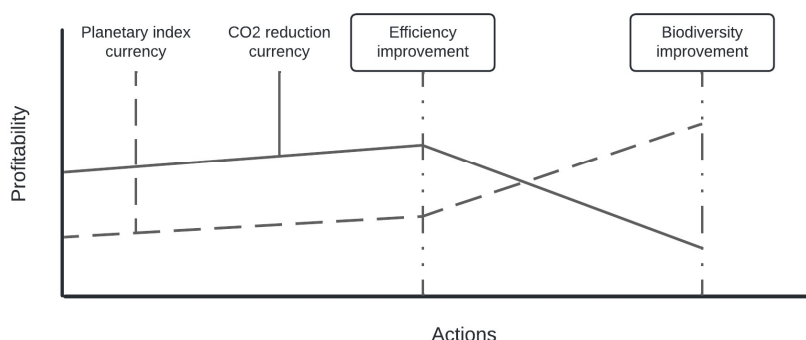 Planetary index
currency
CO2 reduction
currency
Efficiency
improvement
Biodiversity
improvement
Profitability
Actions